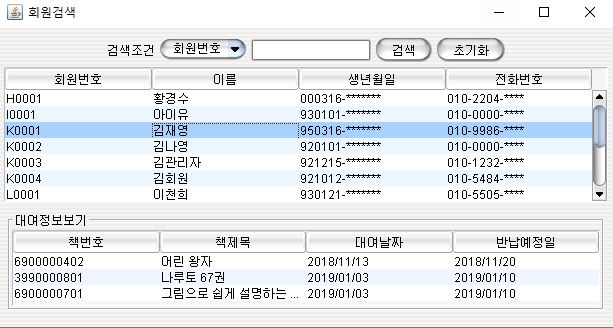 회원검색
검색조건 회원번호 검색 초기화
회원번호 이름 생년월일 전화번호
H0001 황경수 000316-******* 010-2204-****
I0001 아이유 930101-******* 010-0000-****
K0001 김재영 950316-******* 010-9986-****
K0002 김나영 920101-******* 010-0000-****
K0003 김관리자 921215-******* 010-1232-****
K0004 김회원 921012-******* 010-5484-****
L0001 이천희 930121-******* 010-5505-****
대여정보보기
책번호 책제목 대여날짜 반납예정일
6900000402 어린 왕자 2018/11/13 2018/11/20
3990000801 나루토 67권 2019/01/03 2019/01/10
6900000701 그림으로 쉽게 설명하는 ... 2019/01/03 2019/01/10